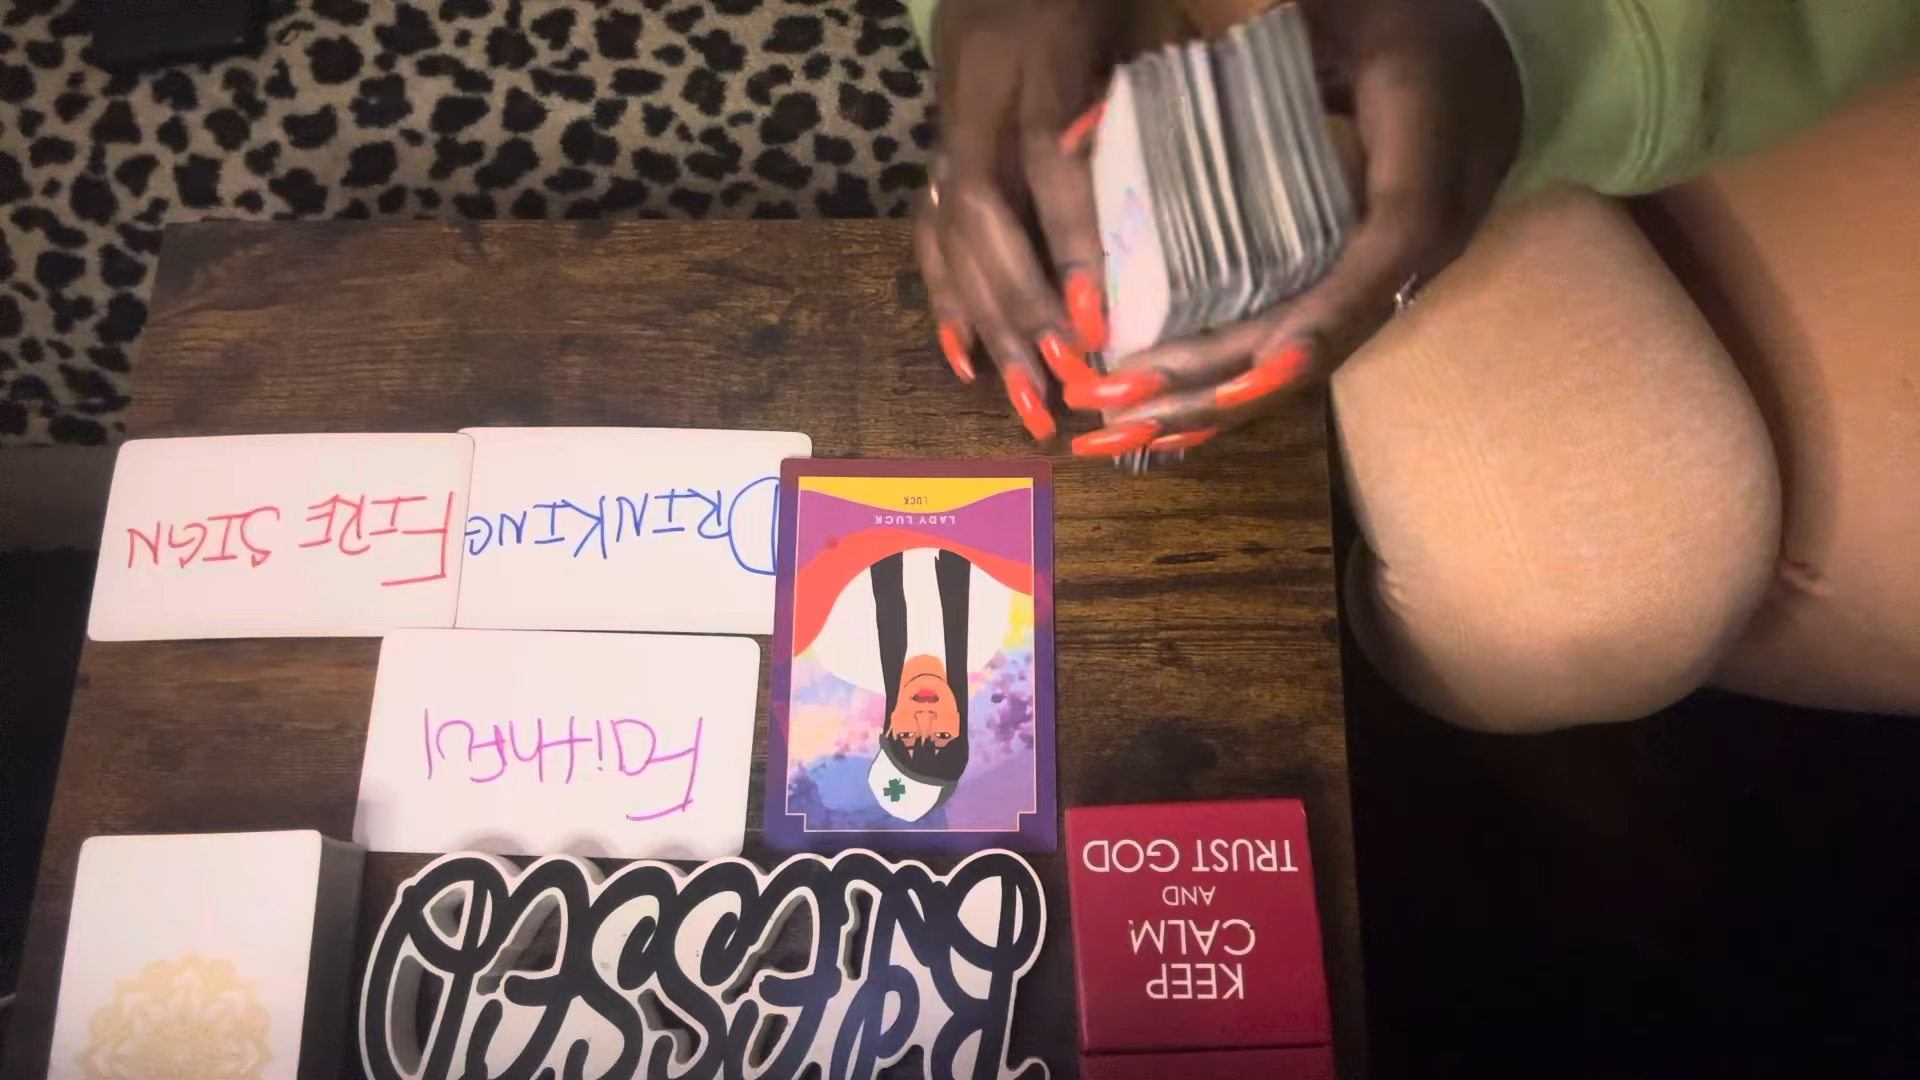 FIRE SIGN
DRINKING
FaithFul
LADY LUCK
LUCK
BLESSED
KEEP
CALM
AND
TRUST GOD